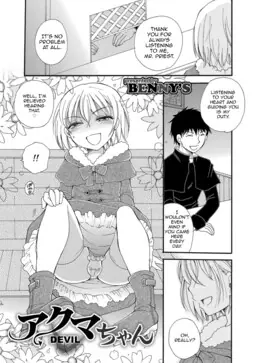 THANK YOU
FOR
ALWAYS
LISTENING
TO ME,
MR. PRIEST.
IT'S NO
PROBLEM
AT ALL.
LISTENING TO
YOUR HEART
AND GUIDING
YOU IS
MY DUTY.
BENNY'S
WELL, I'M
RELIEVED
HEARING
THAT.
!!
I
WOULDN'T
EVEN MIND IF
YOU CAME
HERE EVERY
DAY.
OH,
REALLY?
アクマちゃん
DEVIL